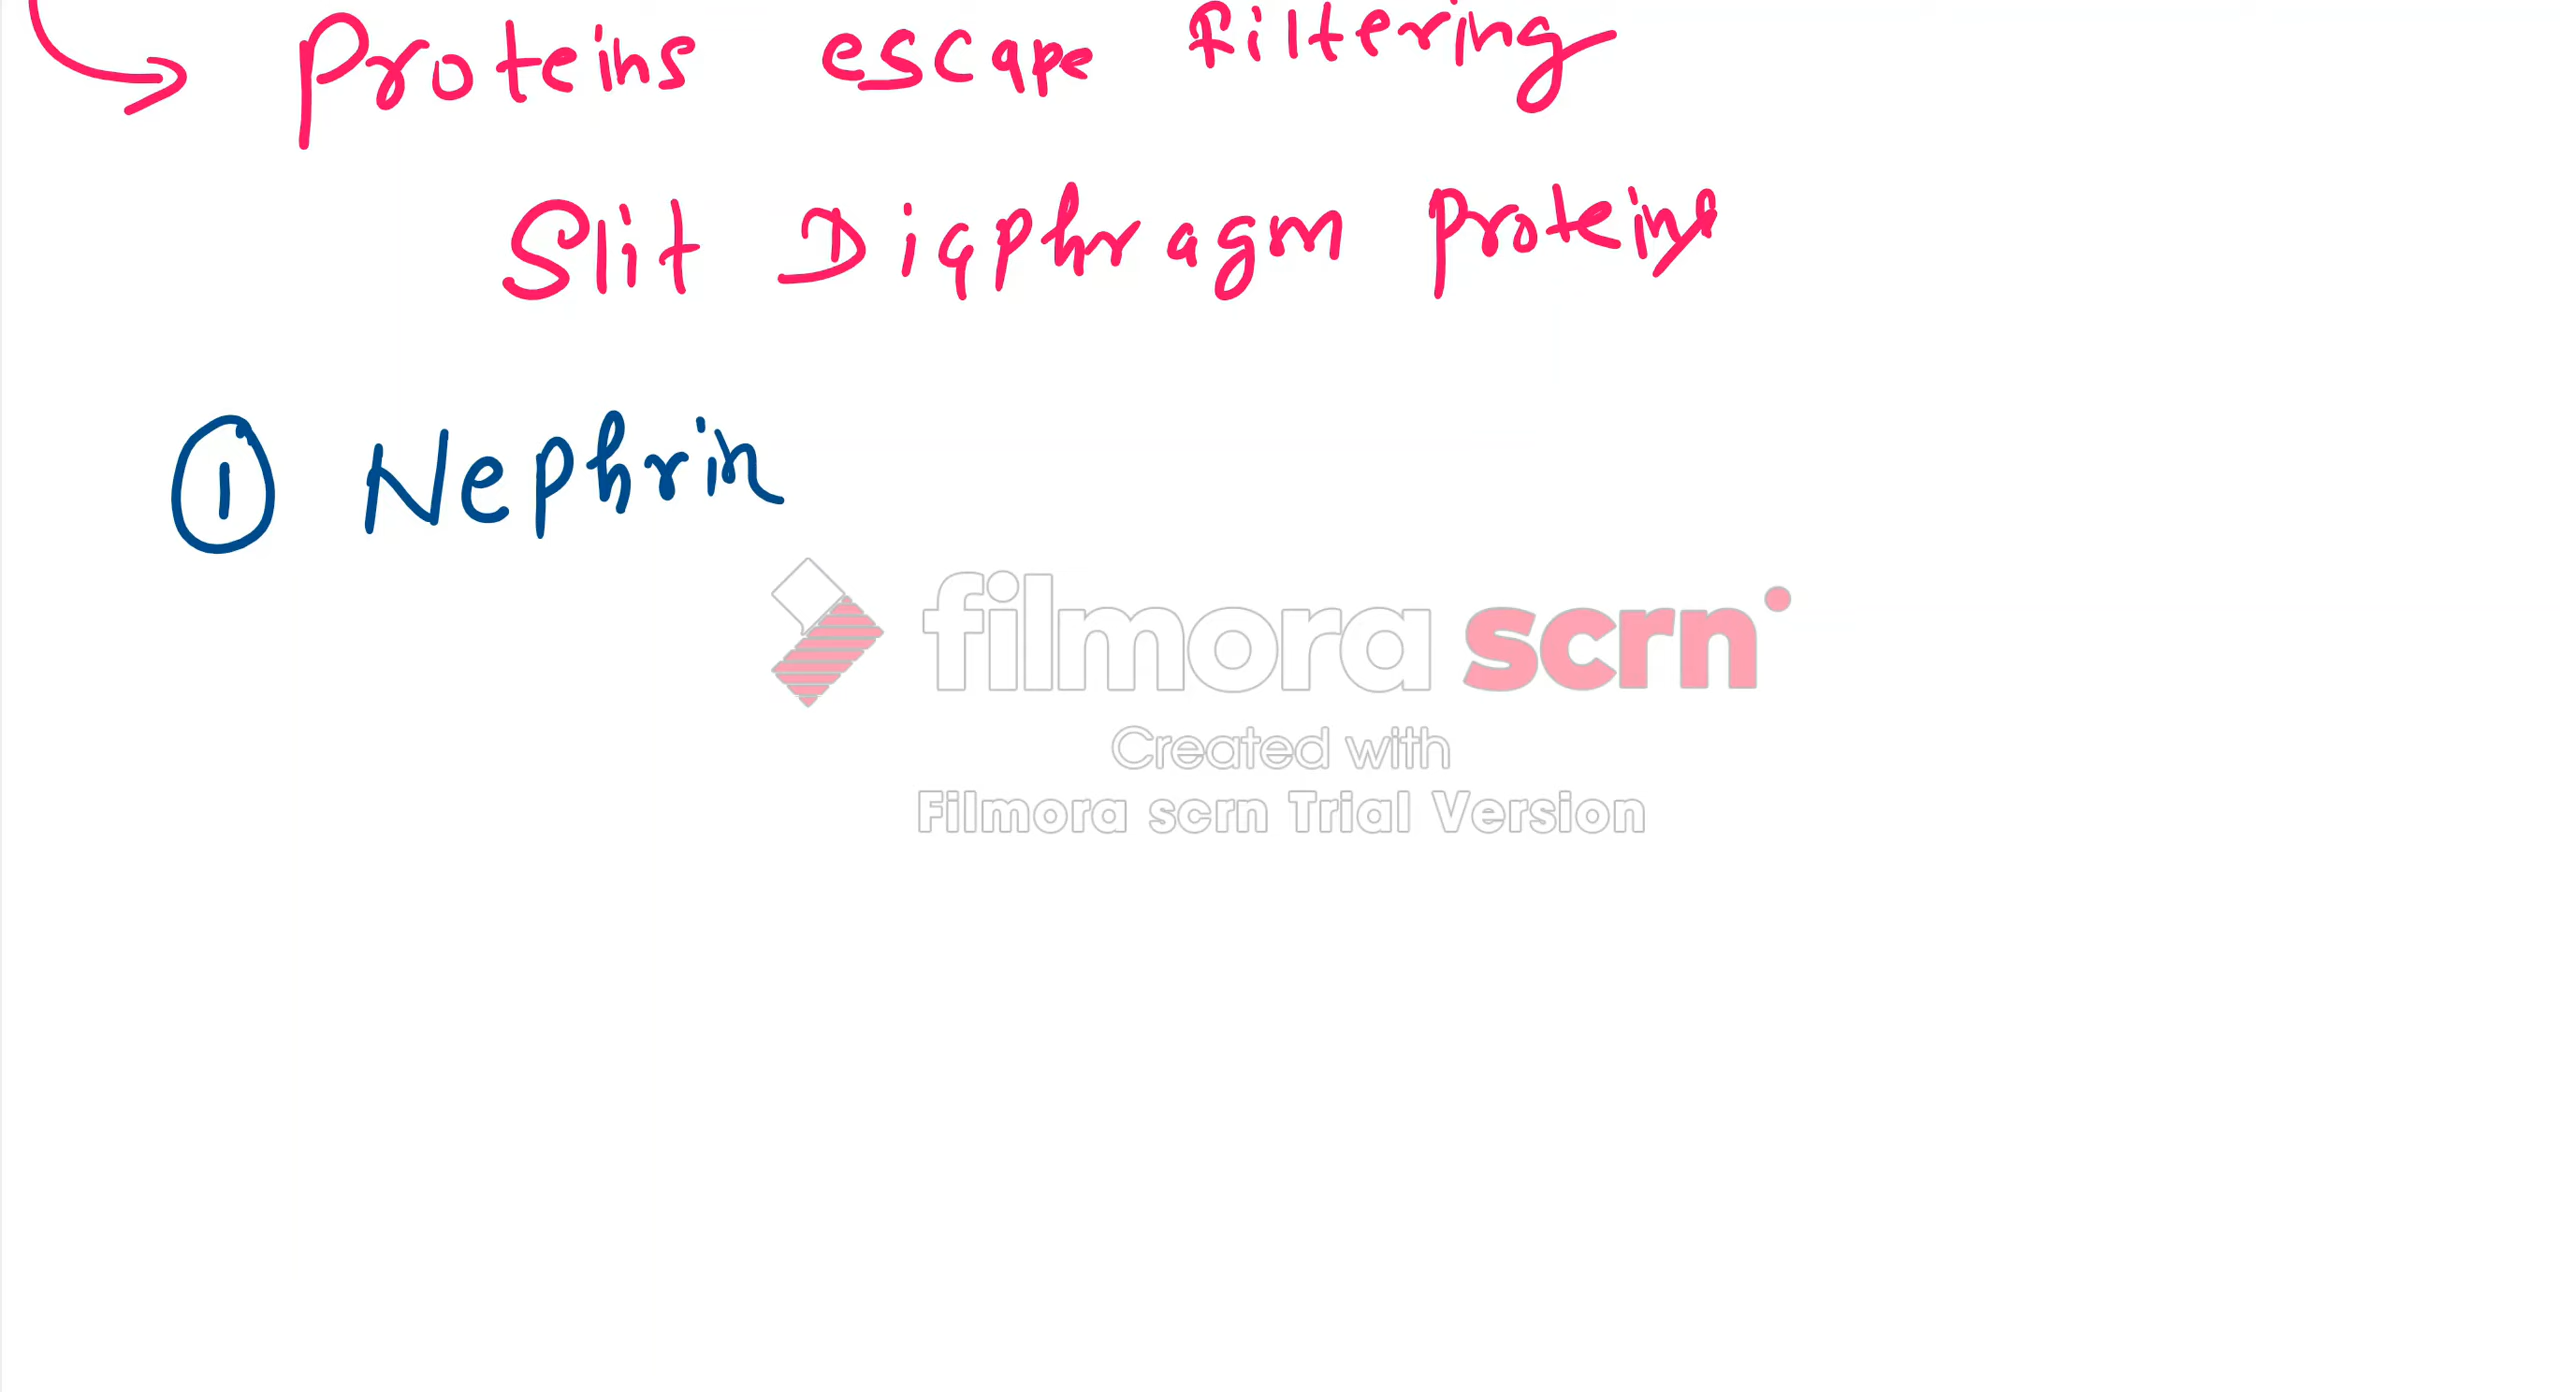 Proteins escape filtering
Slit Diaphragm proteins
① Nephrin
filmora scrn
Created with
Filmora scrn Trial Version